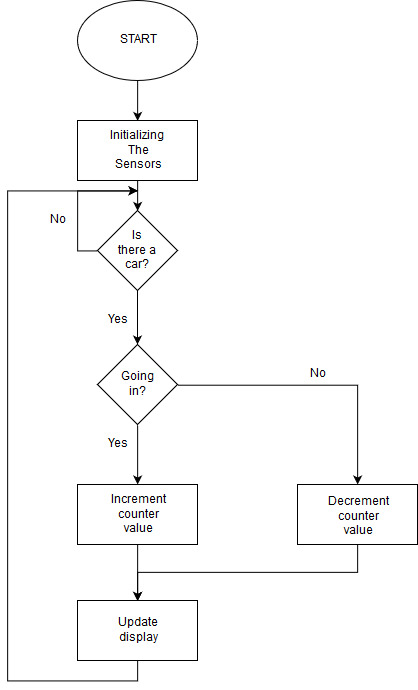 START
Initializing
The
Sensors
No
Is
there a
car?
Yes
Going
in?
No
Yes
Increment
counter
value
Decrement
counter
value
Update
display